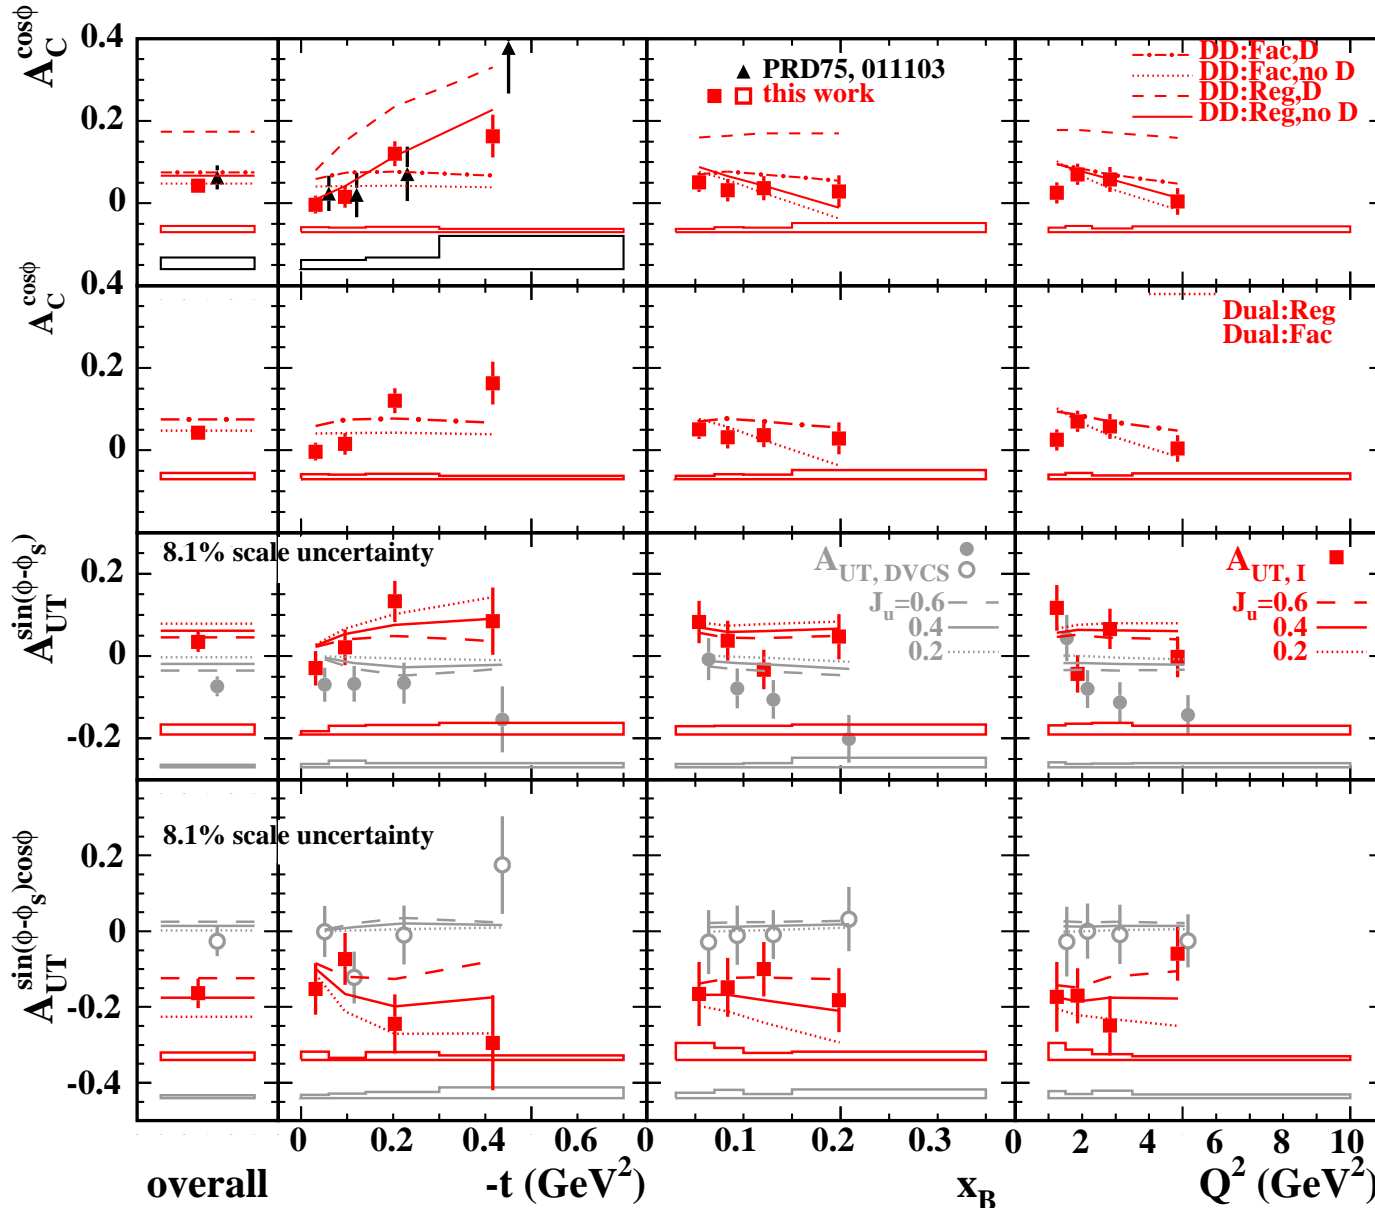 A_C^cosϕ
0.4
0.2
0
PRD75, 011103
this work
DD:Fac,D
DD:Fac,no D
DD:Reg,D
DD:Reg,no D
A_C^cosϕ
0.4
0.2
0
Dual:Reg
Dual:Fac
A_UT^sin(ϕ-ϕ_s)
0.2
0
-0.2
8.1% scale uncertainty
A_UT, DVCS
J_u=0.6
0.4
0.2
A_UT, I
J_u=0.6
0.4
0.2
A_UT^sin(ϕ-ϕ_s)cosϕ
0.2
0
-0.2
-0.4
8.1% scale uncertainty
0 0.2 0.4 0.6 0 0.1 0.2 0.3 0 2 4 6 8 10
overall -t (GeV^2) x_B Q^2 (GeV^2)